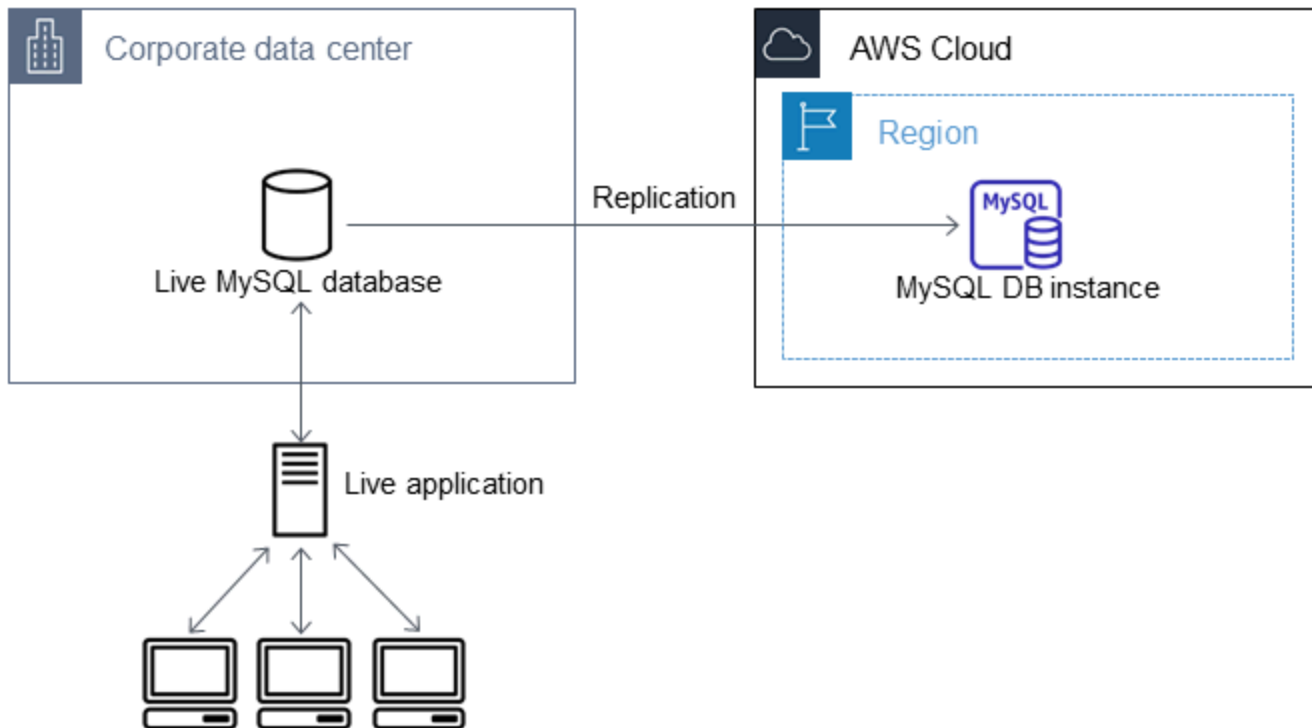 Corporate data center
AWS Cloud
Region
Replication
MySQL
Live MySQL database
MySQL DB instance
Live application